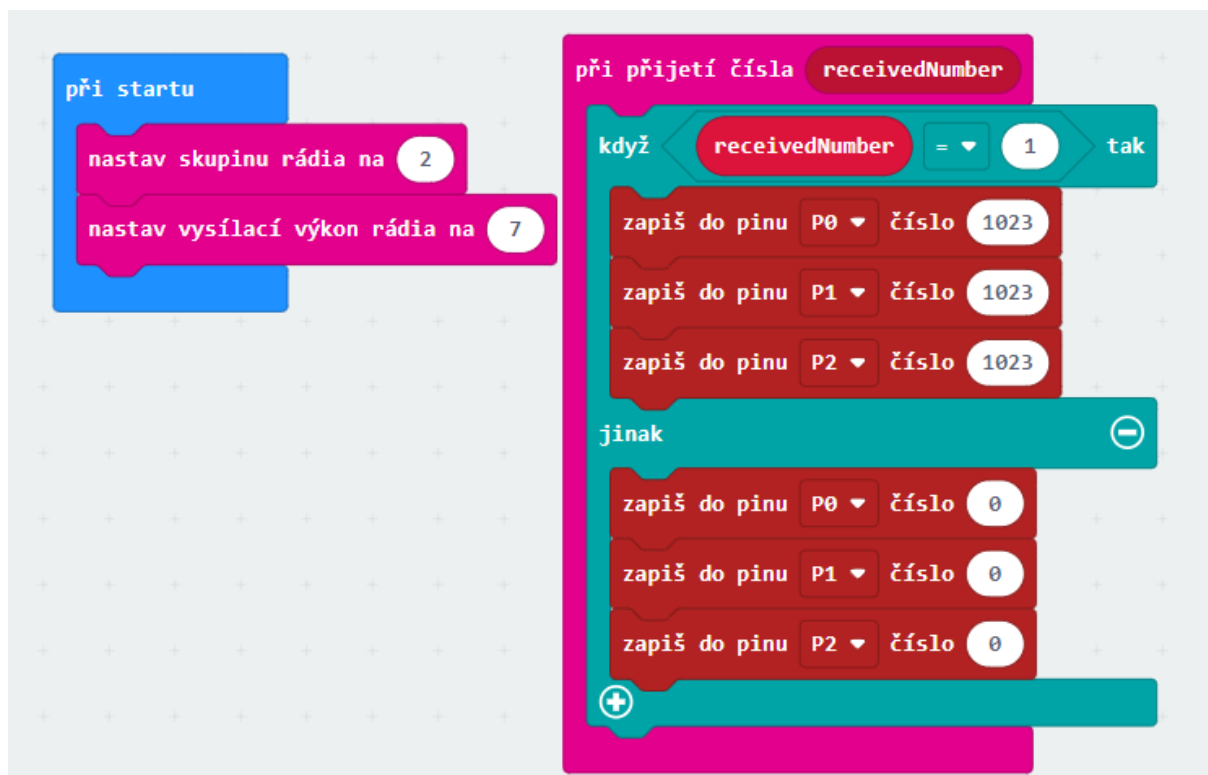 při startu
nastav skupinu rádia na 2
nastav vysílací výkon rádia na 7
při přijetí čísla receivedNumber
když receivedNumber = 1 tak
zapiš do pinu P0 číslo 1023
zapiš do pinu P1 číslo 1023
zapiš do pinu P2 číslo 1023
jinak
zapiš do pinu P0 číslo 0
zapiš do pinu P1 číslo 0
zapiš do pinu P2 číslo 0